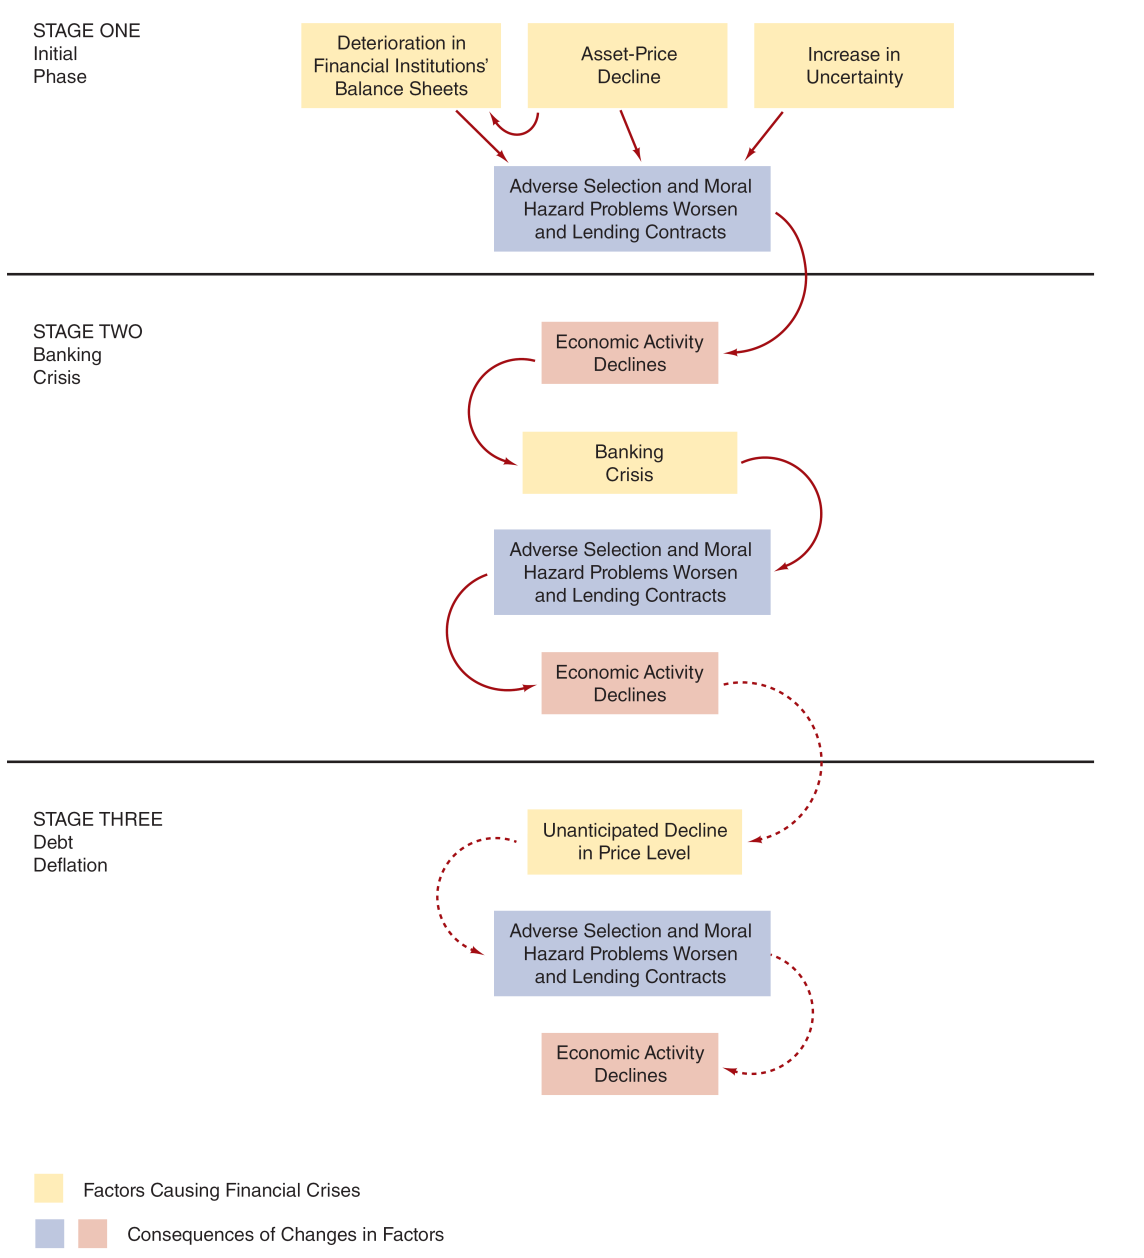 STAGE ONE
Initial
Phase
Deterioration in
Financial Institutions’
Balance Sheets
Asset-Price
Decline
Increase in
Uncertainty
Adverse Selection and Moral
Hazard Problems Worsen
and Lending Contracts
STAGE TWO
Banking
Crisis
Economic Activity
Declines
Banking
Crisis
Adverse Selection and Moral
Hazard Problems Worsen
and Lending Contracts
Economic Activity
Declines
STAGE THREE
Debt
Deflation
Unanticipated Decline
in Price Level
Adverse Selection and Moral
Hazard Problems Worsen
and Lending Contracts
Economic Activity
Declines
Factors Causing Financial Crises
Consequences of Changes in Factors